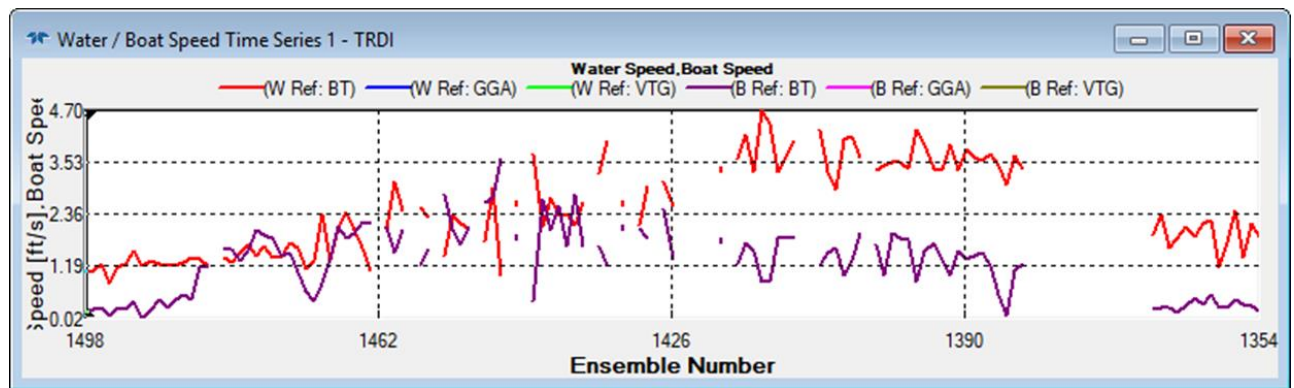 Water / Boat Speed Time Series 1 - TRDI
Water Speed,Boat Speed
(W Ref: BT) (W Ref: GGA) (W Ref: VTG) (B Ref: BT) (B Ref: GGA) (B Ref: VTG)
Speed [ft/s],Boat Spee
4.70
3.53
2.36
1.19
0.02
1498 1462 1426 1390 1354
Ensemble Number